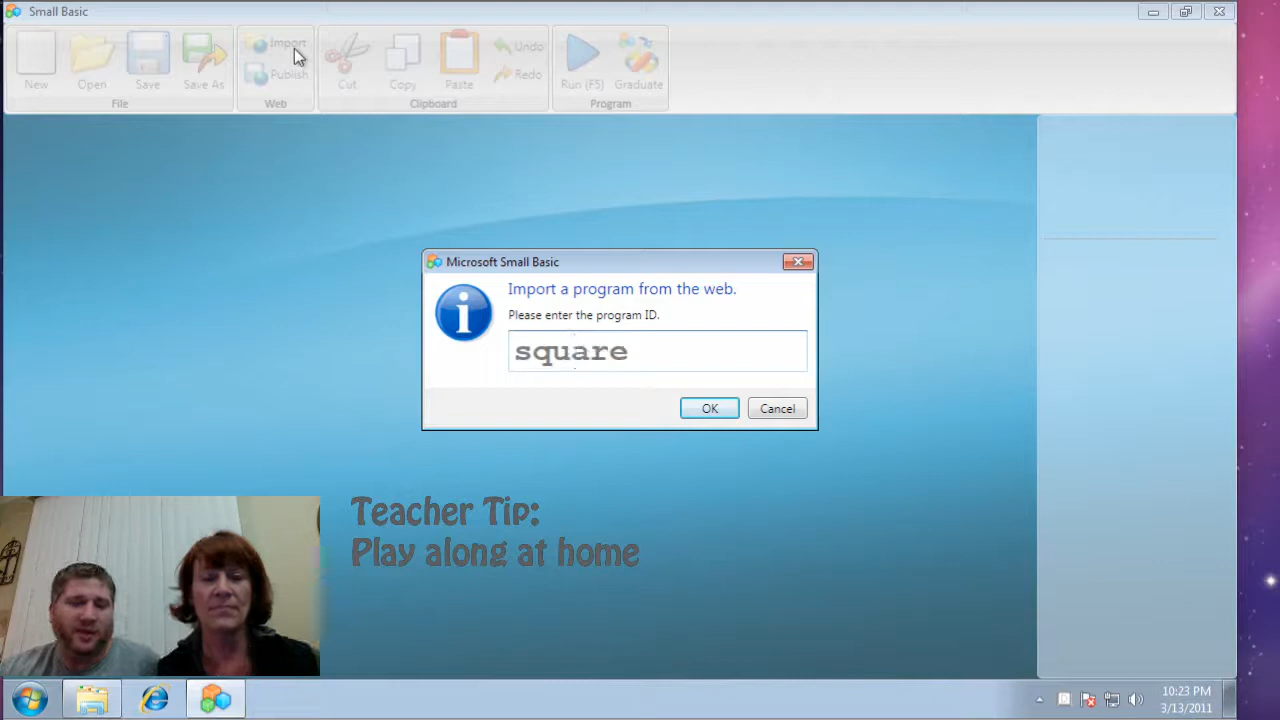 Small Basic
New
Open
Save
Save As
Import
Publish
Cut
Copy
Paste
Undo
Redo
Run (F5)
Graduate
File
Web
Clipboard
Program
Microsoft Small Basic
Import a program from the web.
Please enter the program ID.
square
OK
Cancel
Teacher Tip:
Play along at home
10:23 PM
3/13/2011